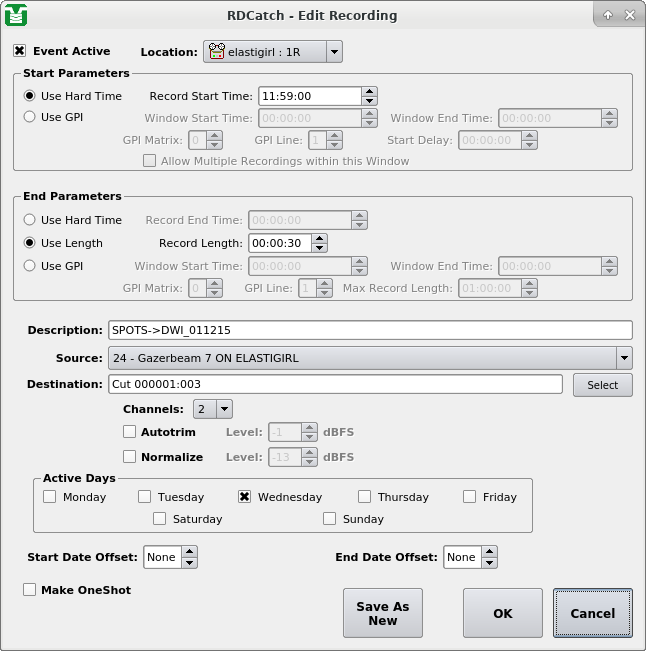 RDCatch - Edit Recording
Event Active Location: elastigirl : 1R
Start Parameters
Use Hard Time Record Start Time: 11:59:00
Use GPI Window Start Time: 00:00:00 Window End Time: 00:00:00
GPI Matrix: 0 GPI Line: 1 Start Delay: 00:00:00
Allow Multiple Recordings within this Window
End Parameters
Use Hard Time Record End Time: 00:00:00
Use Length Record Length: 00:00:30
Use GPI Window Start Time: 00:00:00 Window End Time: 00:00:00
GPI Matrix: 0 GPI Line: 1 Max Record Length: 01:00:00
Description: SPOTS->DWI_011215
Source: 24 - Gazerbeam 7 ON ELASTIGIRL
Destination: Cut 000001:003 Select
Channels: 2
Autotrim Level: -1 dBFS
Normalize Level: -13 dBFS
Active Days
Monday Tuesday Wednesday Thursday Friday
Saturday Sunday
Start Date Offset: None End Date Offset: None
Make OneShot
Save As
New
OK
Cancel